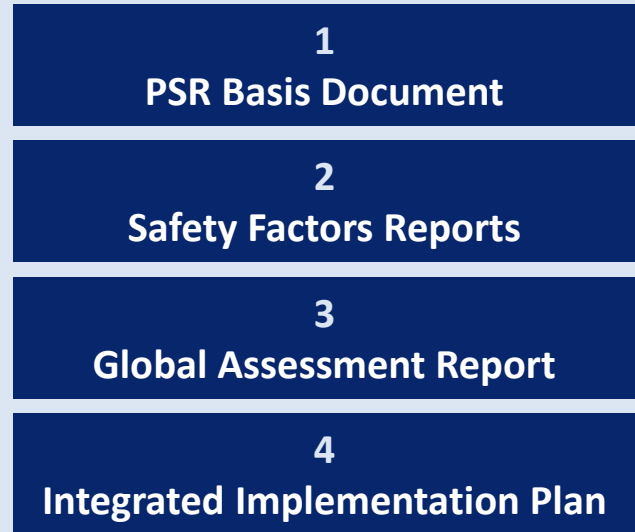 1
PSR Basis Document
2
Safety Factors Reports
3
Global Assessment Report
4
Integrated Implementation Plan